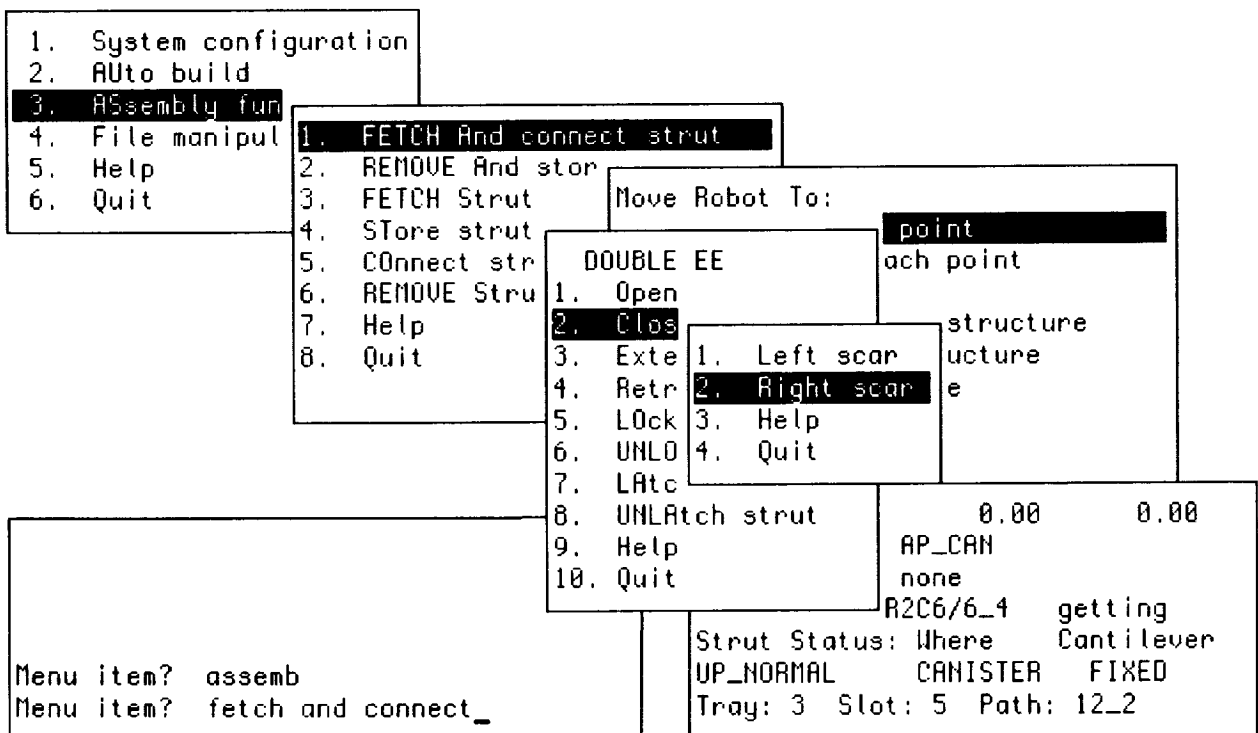 1. System configuration
2. AUto build
3. ASsembly fun
4. File manipul
5. Help
6. Quit
1. FETCH And connect strut
2. REMOVE And stor
3. FETCH Strut
4. STore strut
5. COnnect str
6. REMOVE Stru
7. Help
8. Quit
Move Robot To:
point
ach point
structure
ucture
e
DOUBLE EE
1. Open
2. Clos
3. Exte
4. Retr
5. LOck
6. UNLO
7. LAtc
8. UNLAtch strut
9. Help
10. Quit
1. Left scar
2. Right scar
3. Help
4. Quit
0.00 0.00
AP_CAN
none
R2C6/6_4 getting
Strut Status: Where Cantilever
UP_NORMAL CANISTER FIXED
Tray: 3 Slot: 5 Path: 12_2
Menu item? assemb
Menu item? fetch and connect_